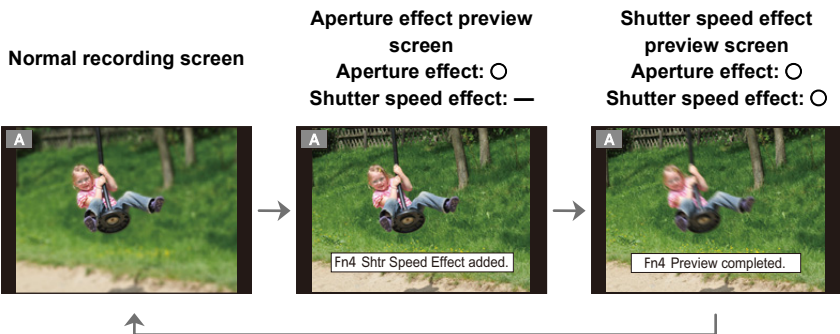 Normal recording screen
Aperture effect preview
screen
Aperture effect: ○
Shutter speed effect: —
Shutter speed effect
preview screen
Aperture effect: ○
Shutter speed effect: ○
A
A
Fn4 Shtr Speed Effect added.
A
Fn4 Preview completed.